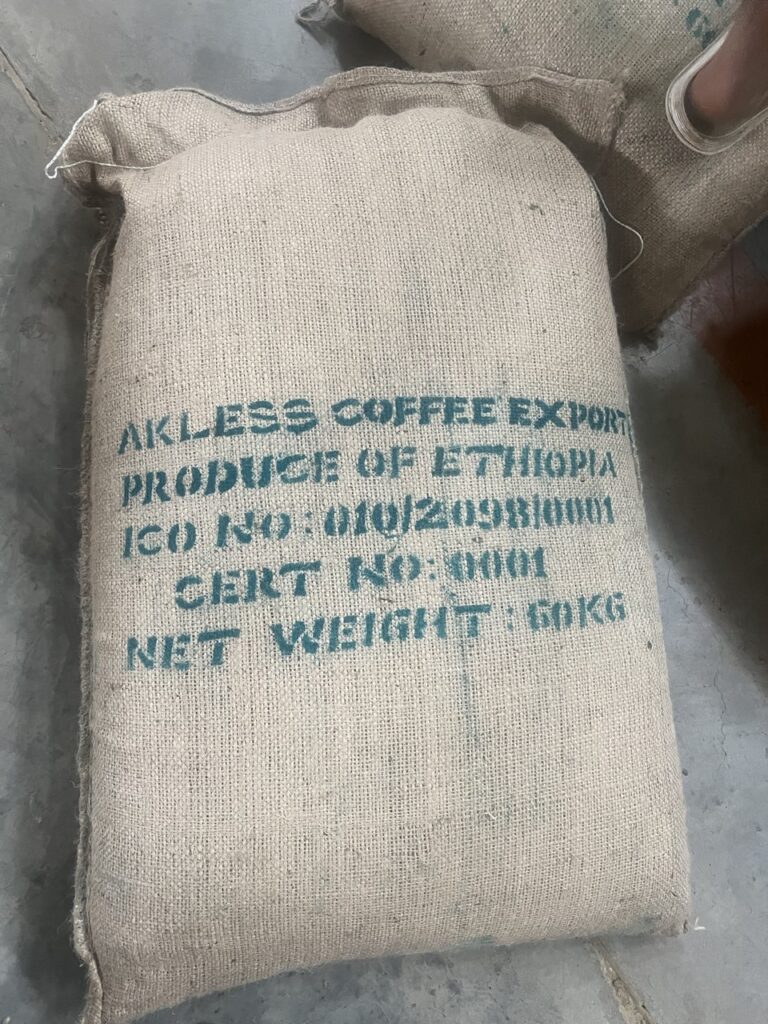 AKLESS COFFEE EXPORT
PRODUCE OF ETHIOPIA
ICO NO:010/2098/0001
CERT NO:0001
NET WEIGHT:60KG